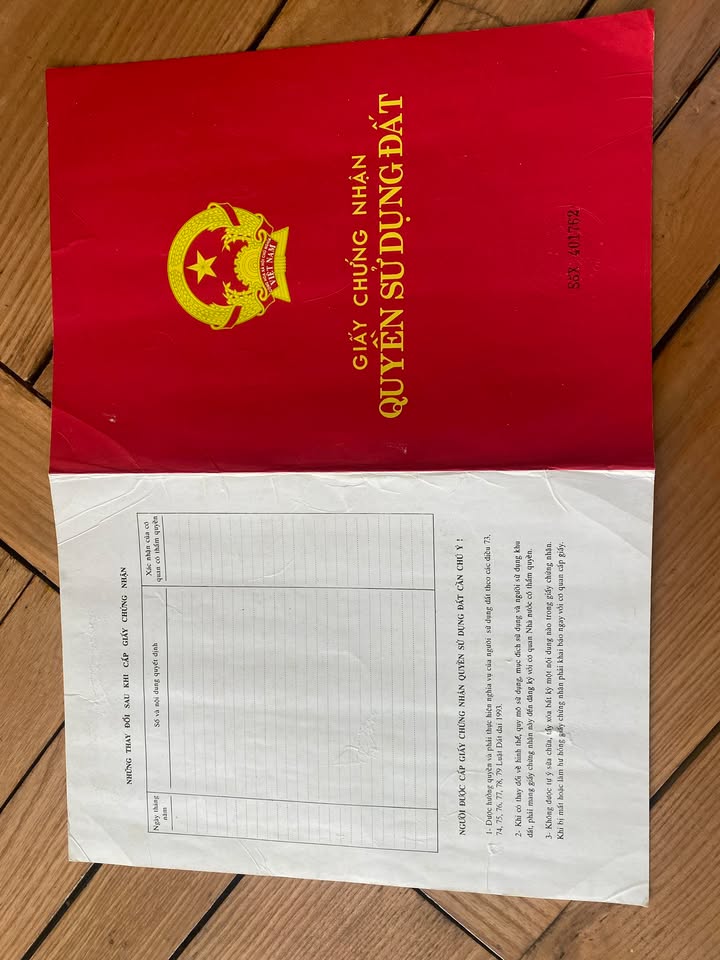 CỘNG HÒA XÃ HỘI CHỦ NGHĨA
VIỆT NAM
GIẤY CHỨNG NHẬN
QUYỀN SỬ DỤNG ĐẤT
401762
NHỮNG THAY ĐỔI SAU KHI CẤP GIẤY CHỨNG NHẬN
Ngày tháng năm
Số và nội dung quyết định
Xác nhận của cơ quan có thẩm quyền
NGƯỜI ĐƯỢC CẤP GIẤY CHỨNG NHẬN QUYỀN SỬ DỤNG ĐẤT CẦN CHÚ Ý !
1- Được hưởng quyền và phải thực hiện nghĩa vụ của người sử dụng đất theo các điều 73,
74, 75, 76, 77, 78, 79 Luật Đất đai 1993.
2- Khi có thay đổi về hình thể, quy mô sử dụng, mục đích sử dụng và người sử dụng khu
đất, phải mang giấy chứng nhận này đến đăng ký với cơ quan Nhà nước có thẩm quyền.
3- Không được tự ý sửa chữa, tẩy xóa bất kỳ một nội dung nào trong giấy chứng nhận.
Khi bị mất hoặc làm hư hỏng giấy chứng nhận phải khai báo ngay với cơ quan cấp giấy.